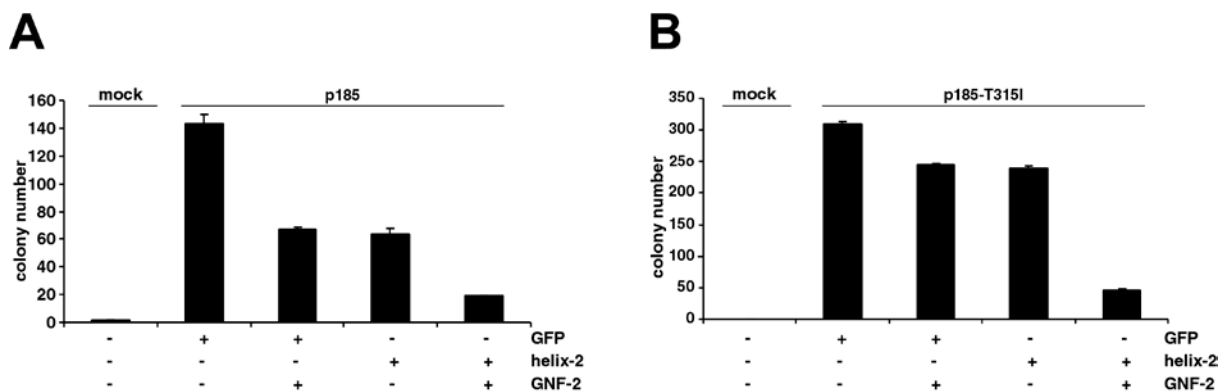 A
mock p185
160
140
120
100
80
60
40
20
0
colony number
- + + - - GFP
- - - + + helix-2
- - + - + GNF-2
B
mock p185-T315I
350
300
250
200
150
100
50
0
colony number
- + + - - GFP
- - - + + helix-2
- - + - + GNF-2